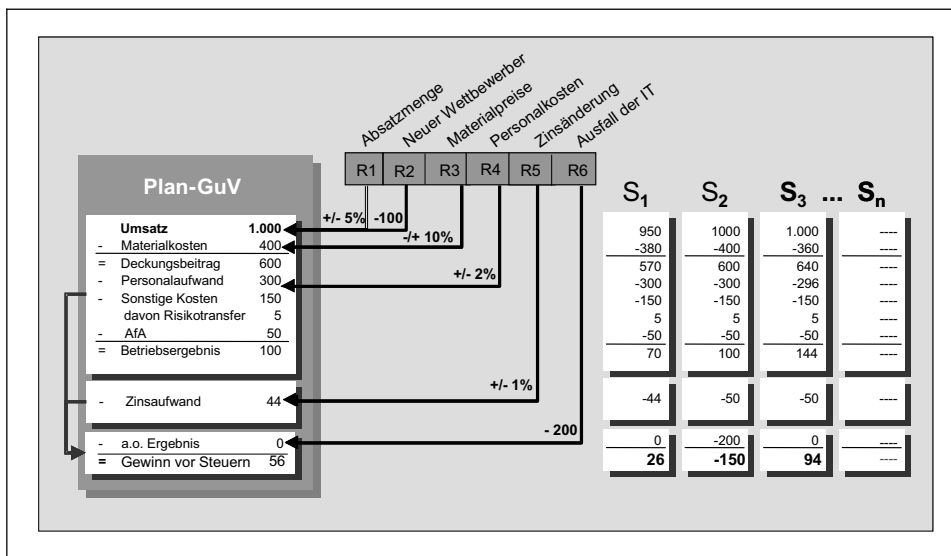 Absatzmenge
Neuer Wettbewerber
Materialpreise
Personalkosten
Zinsänderung
Ausfall der IT
R1 R2 R3 R4 R5 R6
Plan-GuV
+/- 5% -100
-/+ 10%
+/- 2%
+/- 1%
- 200
Umsatz 1.000
- Materialkosten 400
= Deckungsbeitrag 600
- Personalaufwand 300
- Sonstige Kosten 150
davon Risikotransfer 5
- AfA 50
= Betriebsergebnis 100
- Zinsaufwand 44
- a.o. Ergebnis 0
= Gewinn vor Steuern 56
S1 S2 S3 ... Sn
950 1000 1.000 ----
-380 -400 -360 ----
570 600 640 ----
-300 -300 -296 ----
-150 -150 -150 ----
5 5 5 ----
-50 -50 -50 ----
70 100 144 ----
-44 -50 -50 ----
0 -200 0 ----
26 -150 94 ----